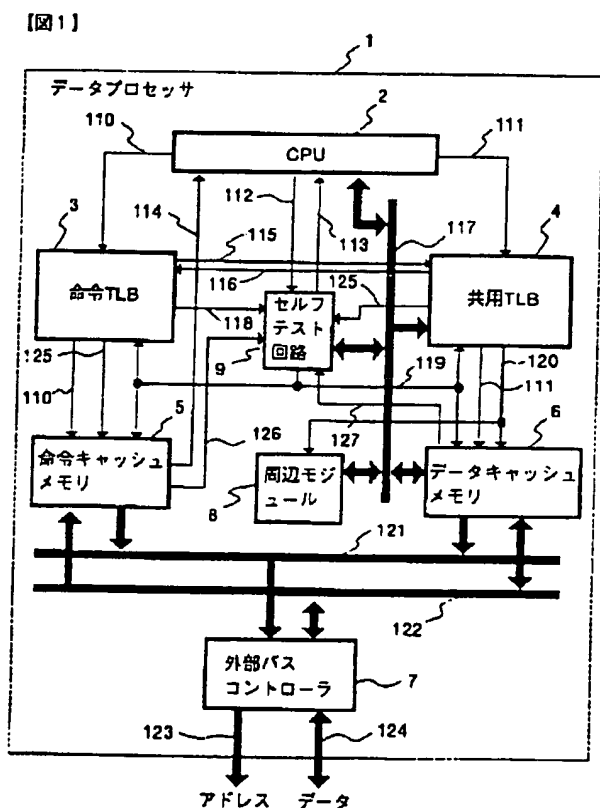 【図1】
1
データプロセッサ
2
110
111
CPU
3
114
112
113
117
4
115
116
命令TLB
118
セルフ
テスト
回路
125
共用TLB
125
9
119
120
110
111
5
126
127
6
命令キャッシュ
メモリ
周辺モジ
ュール
データキャッシュ
メモリ
8
121
122
外部バス
コントローラ
7
123
124
アドレス
データ